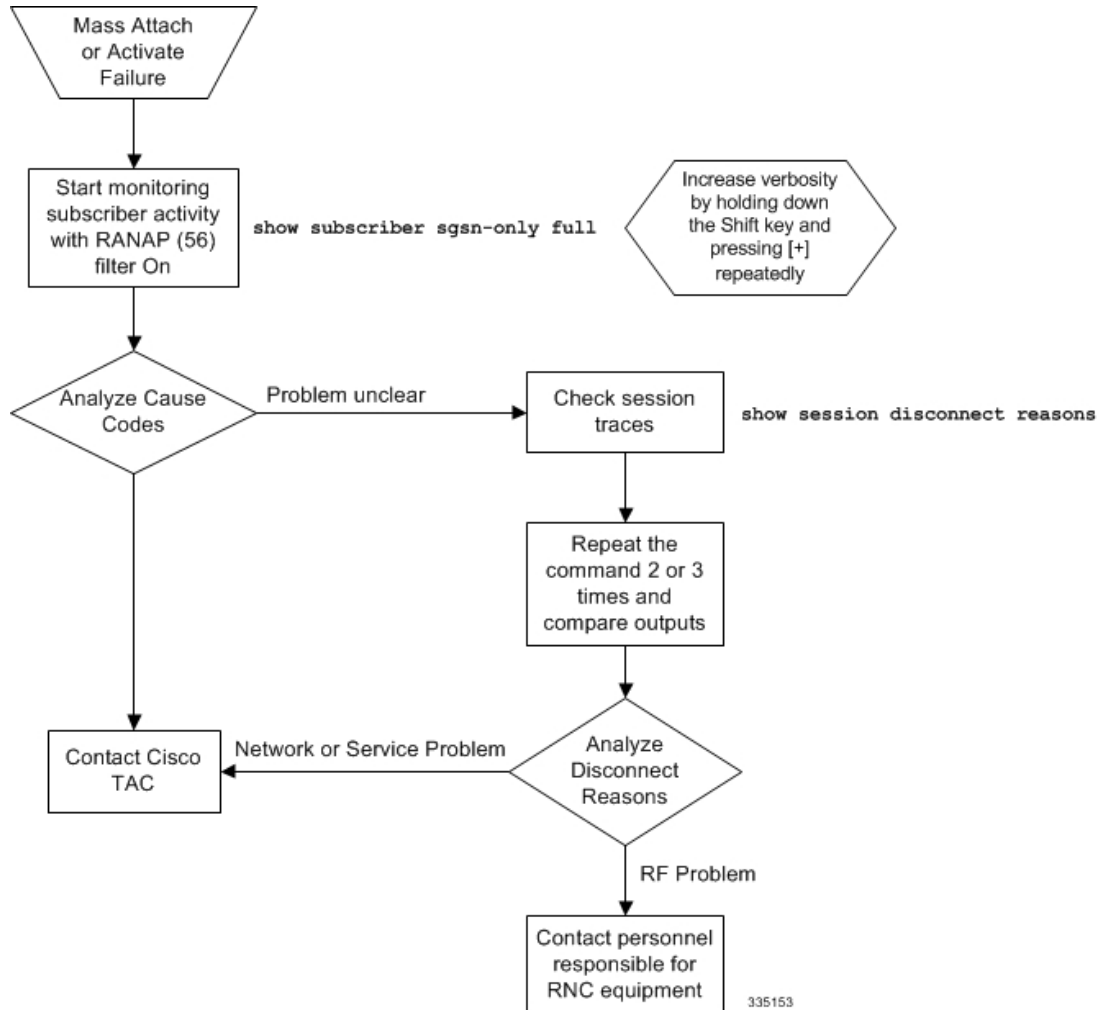 Mass Attach
or Activate
Failure
Start monitoring
subscriber activity
with RANAP (56)
filter On
show subscriber sgsn-only full
Increase verbosity
by holding down
the Shift key and
pressing [+]
repeatedly
Analyze Cause
Codes
Problem unclear
Check session
traces
show session disconnect reasons
Repeat the
command 2 or 3
times and
compare outputs
Contact Cisco
TAC
Network or Service Problem
Analyze
Disconnect
Reasons
RF Problem
Contact personnel
responsible for
RNC equipment
335153